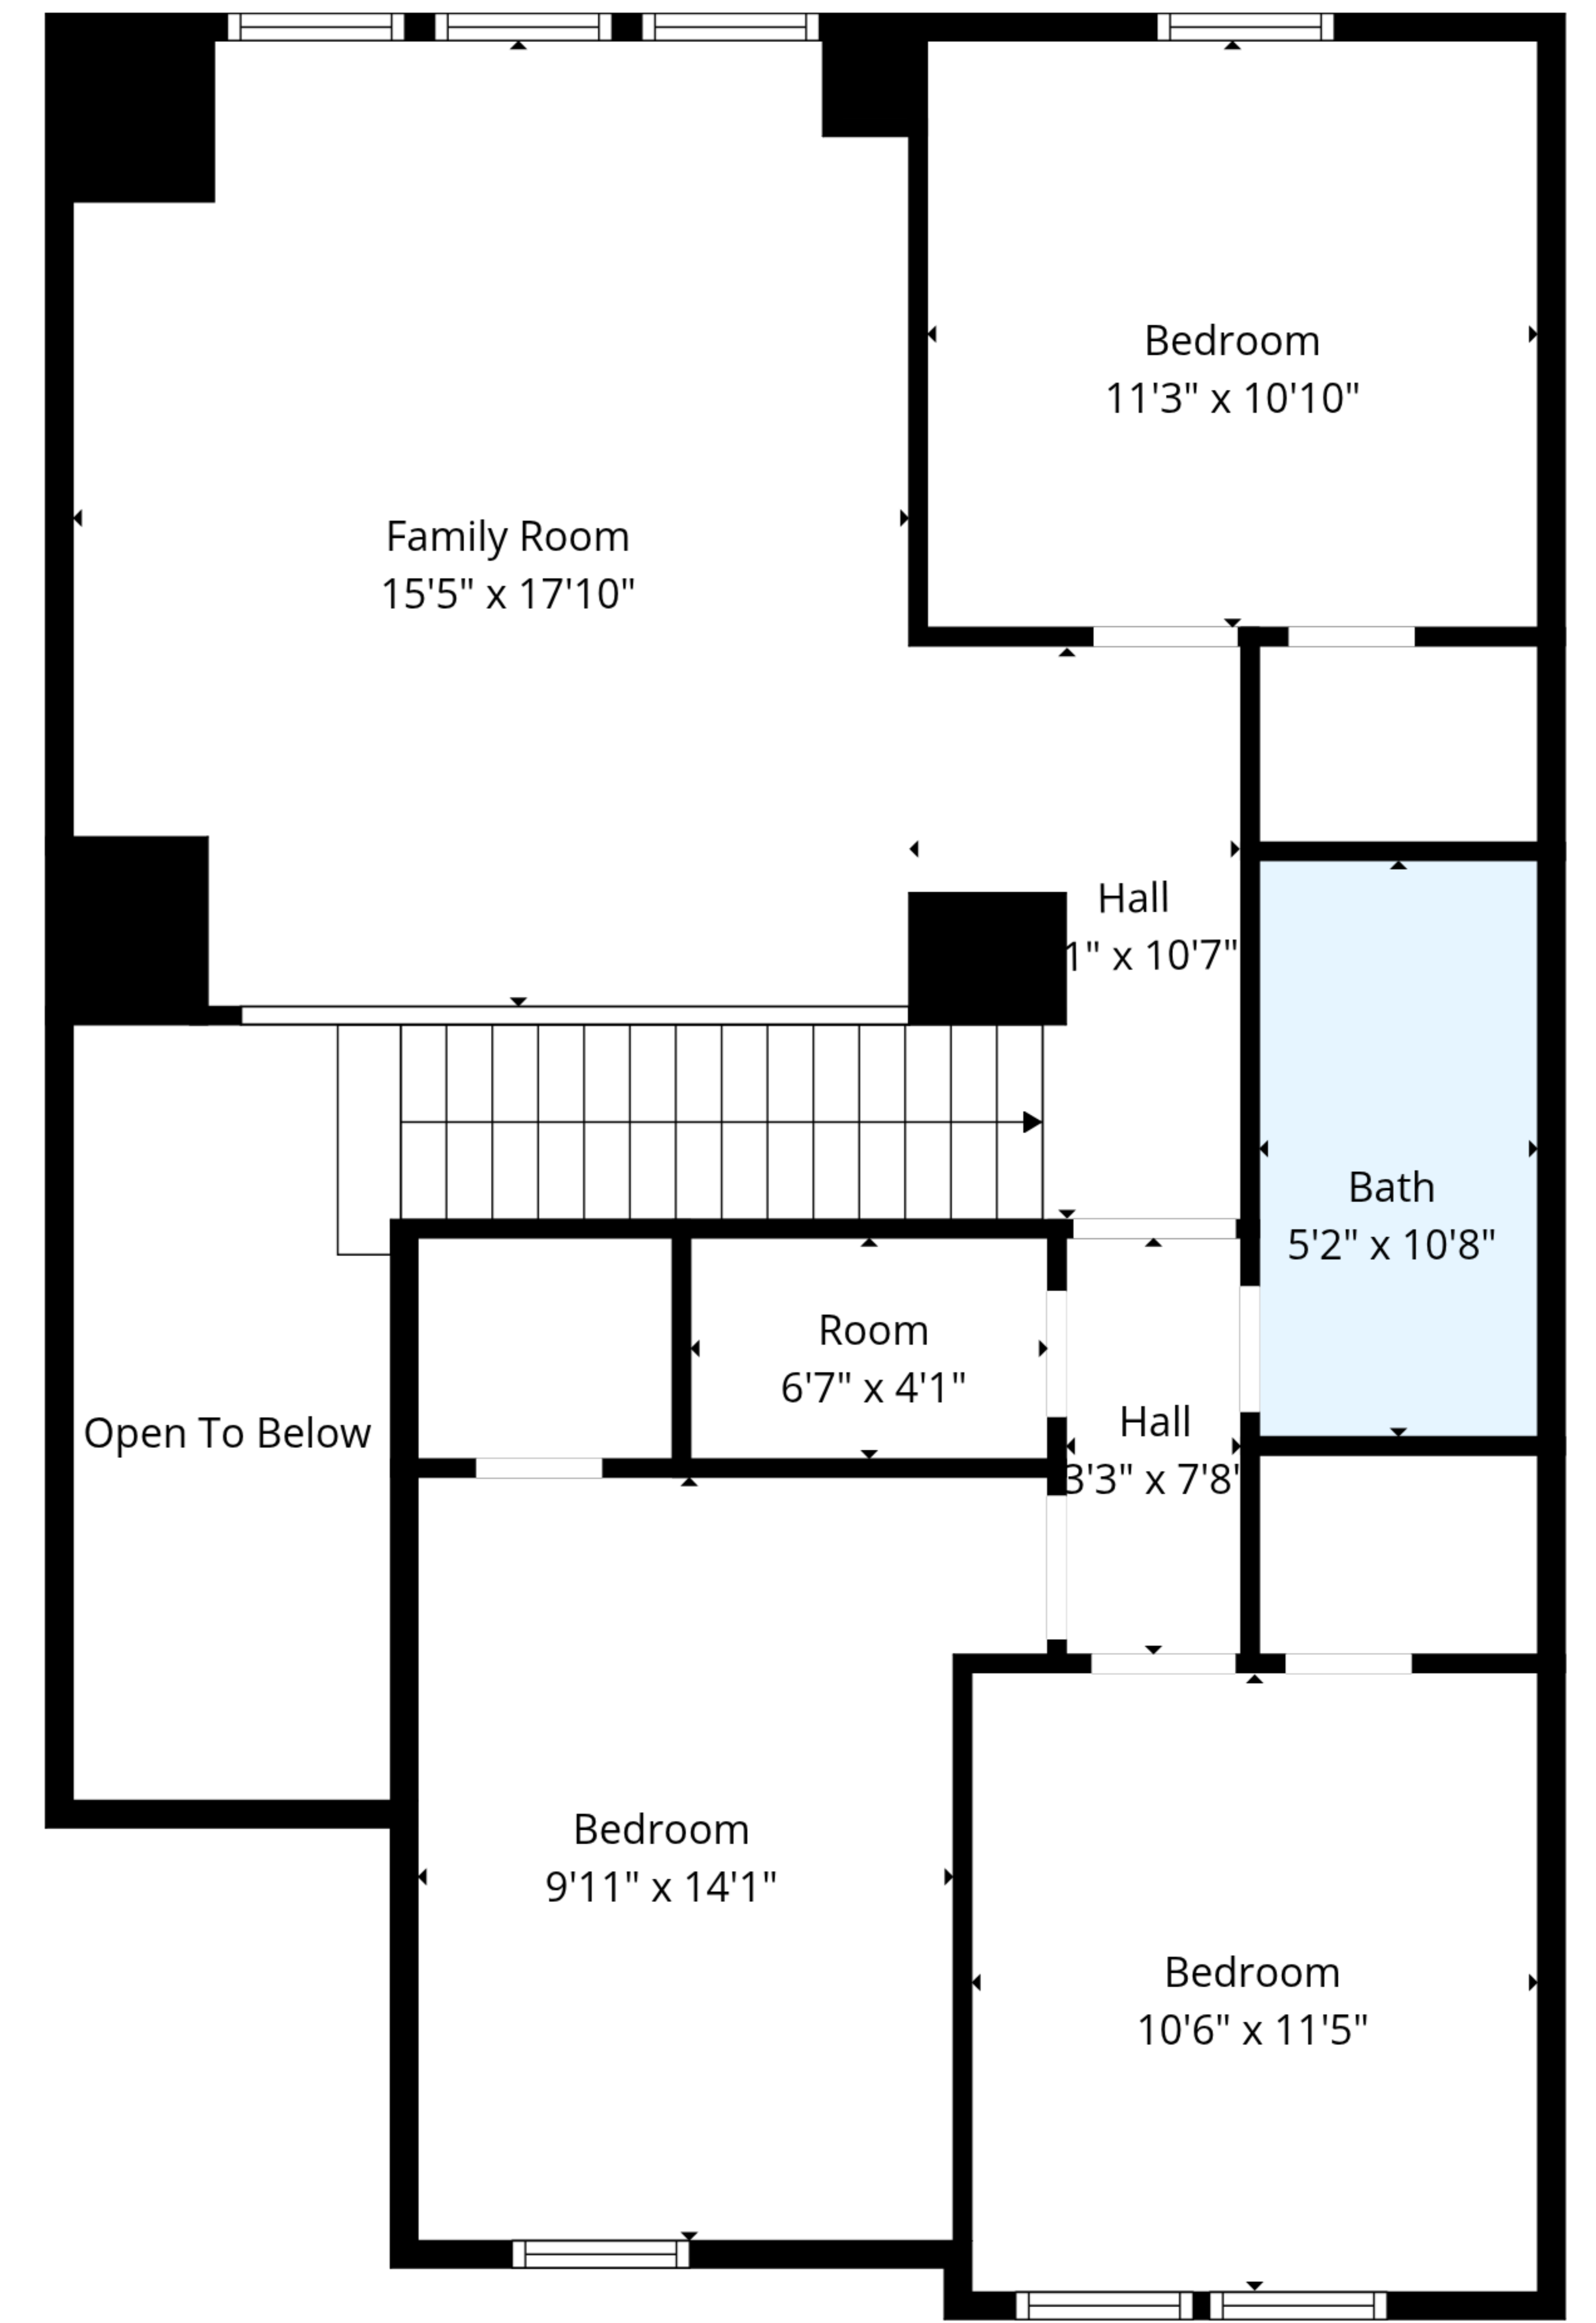 Bedroom
11'3" x 10'10"
Family Room
15'5" x 17'10"
Hall
1" x 10'7"
Bath
5'2" x 10'8"
Room
6'7" x 4'1"
Hall
3'3" x 7'8"
Open To Below
Bedroom
9'11" x 14'1"
Bedroom
10'6" x 11'5"